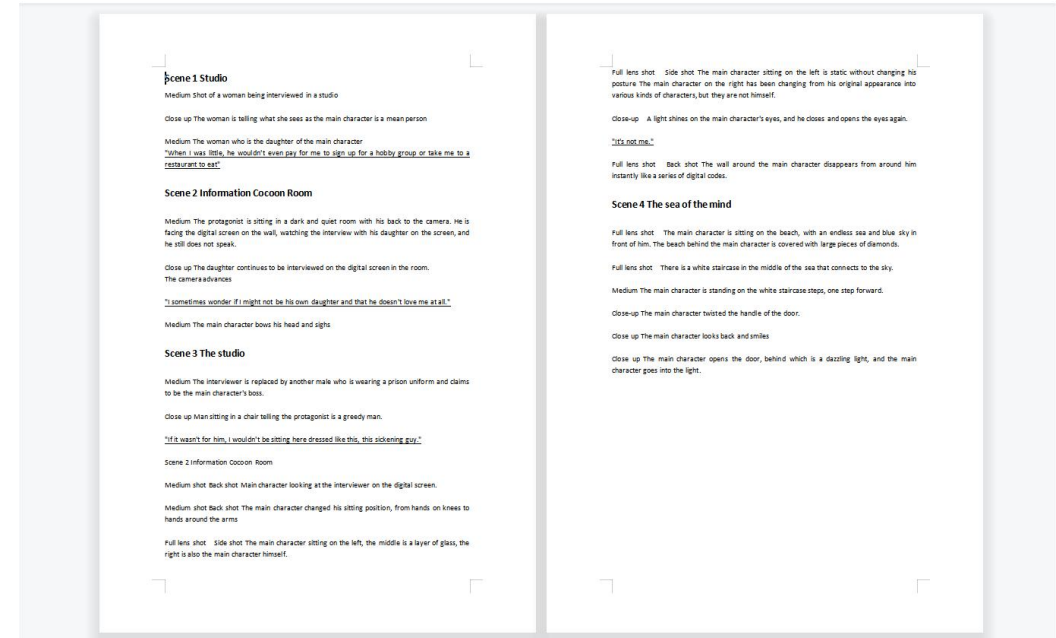 Scene 1 Studio
Medium Shot of a woman being interviewed in a studio
Close up The woman is telling what she sees as the main character is a mean person
Medium The woman who is the daughter of the main character
"When I was little, he wouldn't even pay for me to sign up for a hobby group or take me to a
restaurant to eat"
Scene 2 Information Cocoon Room
Medium The protagonist is sitting in a dark and quiet room with his back to the camera. He is
facing the digital screen on the wall, watching the interview with his daughter on the screen, and
he still does not speak.
Close up The daughter continues to be interviewed on the digital screen in the room.
The camera advances
"I sometimes wonder if I might not be his own daughter and that he doesn't love me at all."
Medium The main character bows his head and sighs
Scene 3 The studio
Medium The interviewer is replaced by another male who is wearing a prison uniform and claims
to be the main character's boss.
Close up Man sitting in a chair telling the protagonist is a greedy man.
"If it wasn't for him, I wouldn't be sitting here dressed like this, this sickening guy."
Scene 2 Information Cocoon Room
Medium shot Back shot Main character looking at the interviewer on the digital screen.
Medium shot Back shot The main character changed his sitting position, from hands on knees to
hands around the arms
Full lens shot Side shot The main character sitting on the left, the middle is a layer of glass, the
right is also the main character himself.
Full lens shot Side shot The main character sitting on the left is static without changing his
posture The main character on the right has been changing from his original appearance into
various kinds of characters, but they are not himself.
Close-up A light shines on the main character's eyes, and he closes and opens the eyes again.
"It's not me."
Full lens shot Back shot The wall around the main character disappears from around him
instantly like a series of digital codes.
Scene 4 The sea of the mind
Full lens shot The main character is sitting on the beach, with an endless sea and blue sky in
front of him. The beach behind the main character is covered with large pieces of diamonds.
Full lens shot There is a white staircase in the middle of the sea that connects to the sky.
Medium The main character is standing on the white staircase steps, one step forward.
Close-up The main character twisted the handle of the door.
Close up The main character looks back and smiles
Close up The main character opens the door, behind which is a dazzling light, and the main
character goes into the light.